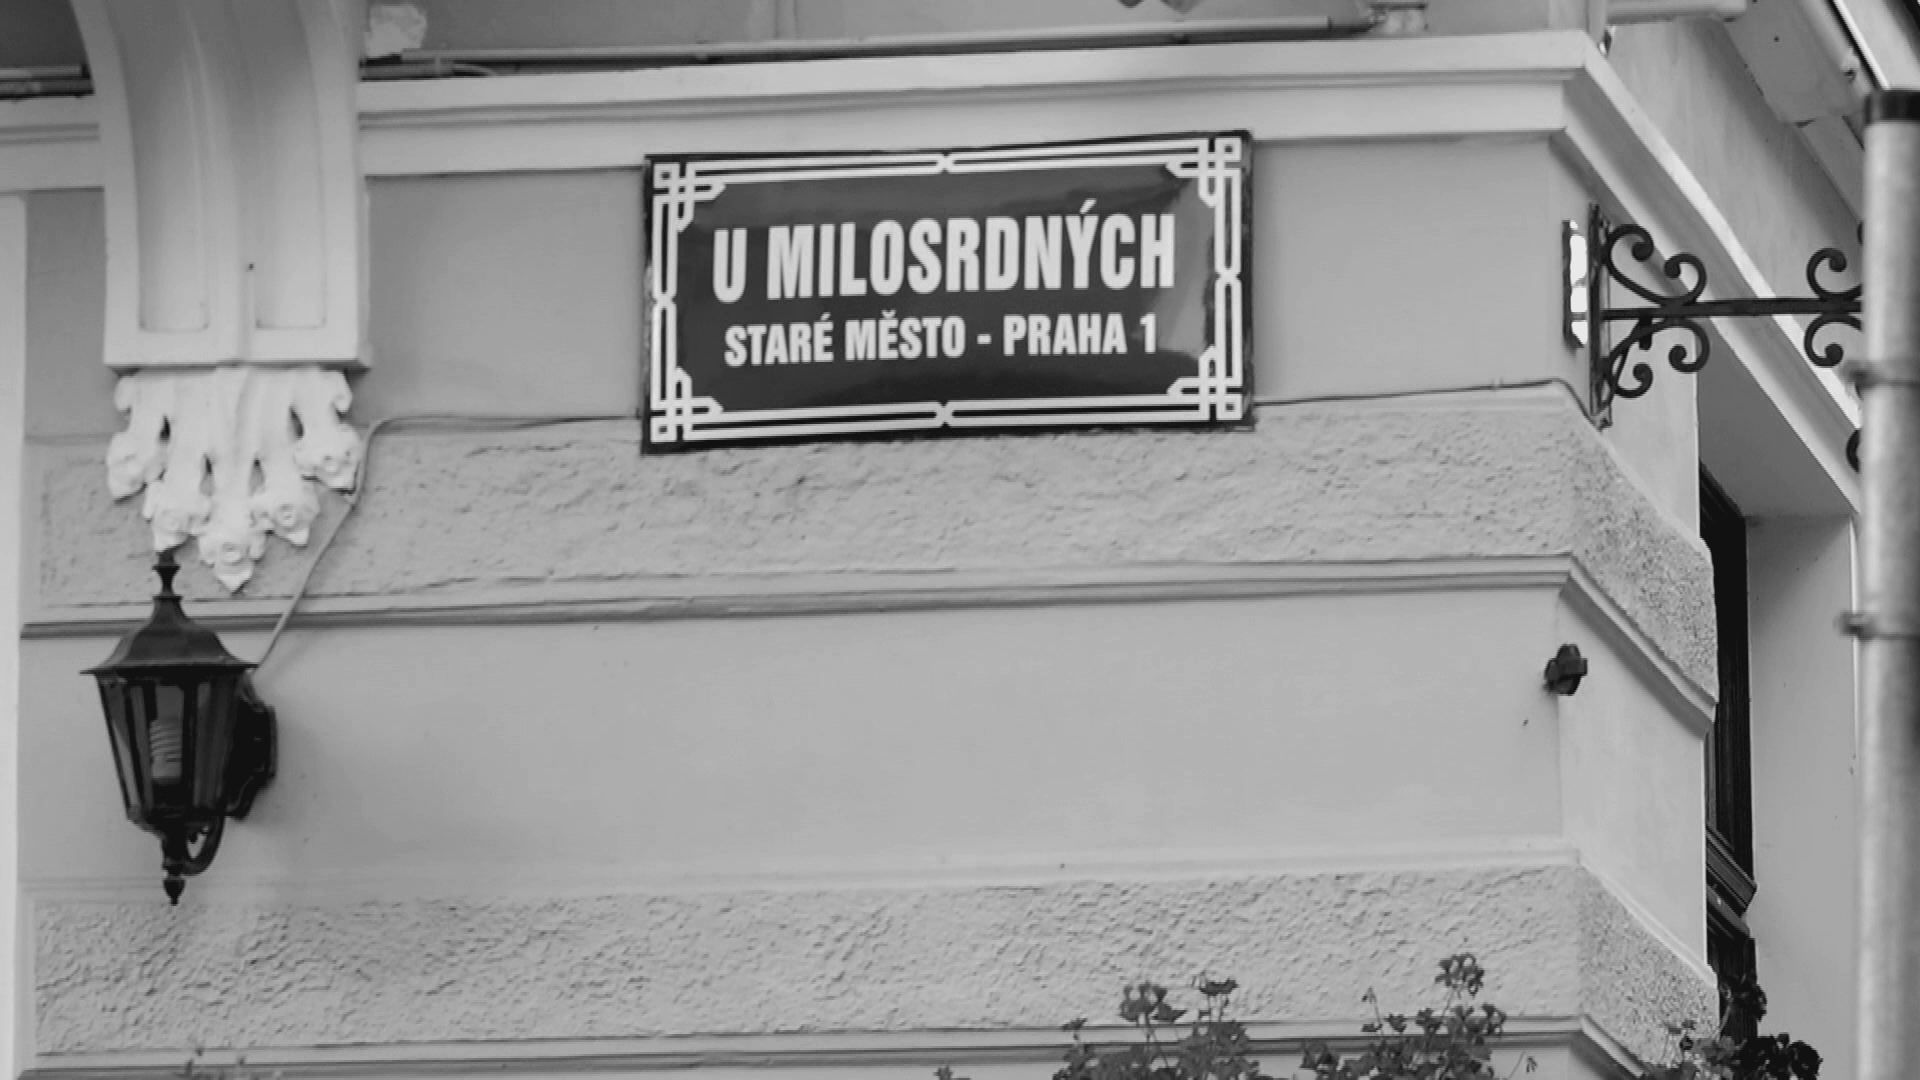 U MILOSRDNÝCH
STARÉ MĚSTO - PRAHA 1